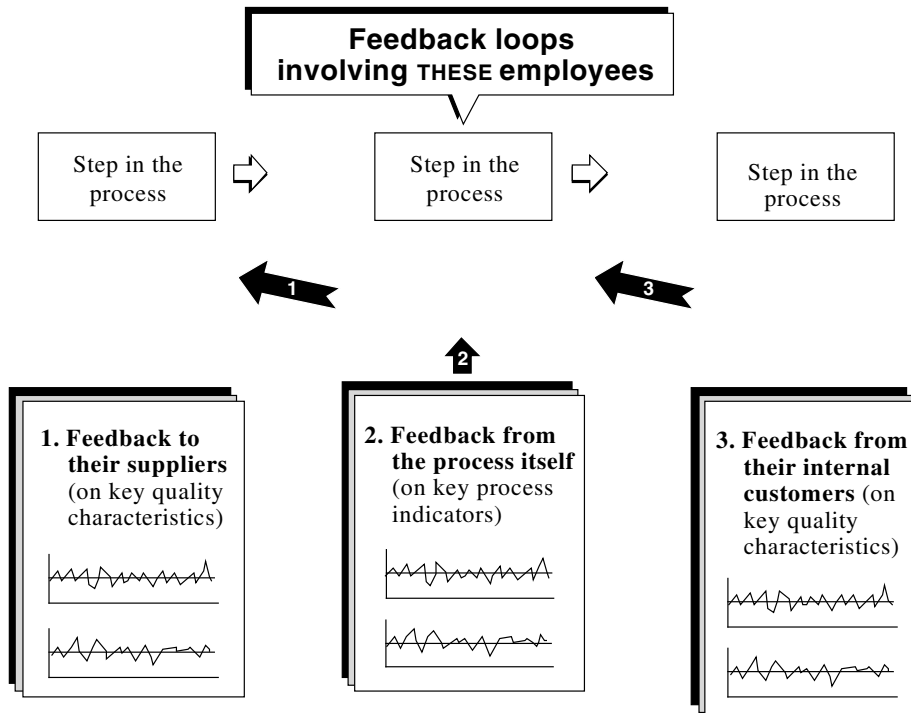 Feedback loops
involving THESE employees
Step in the
process
Step in the
process
Step in the
process
1
3
2
1. Feedback to
their suppliers
(on key quality
characteristics)
2. Feedback from
the process itself
(on key process
indicators)
3. Feedback from
their internal
customers (on
key quality
characteristics)